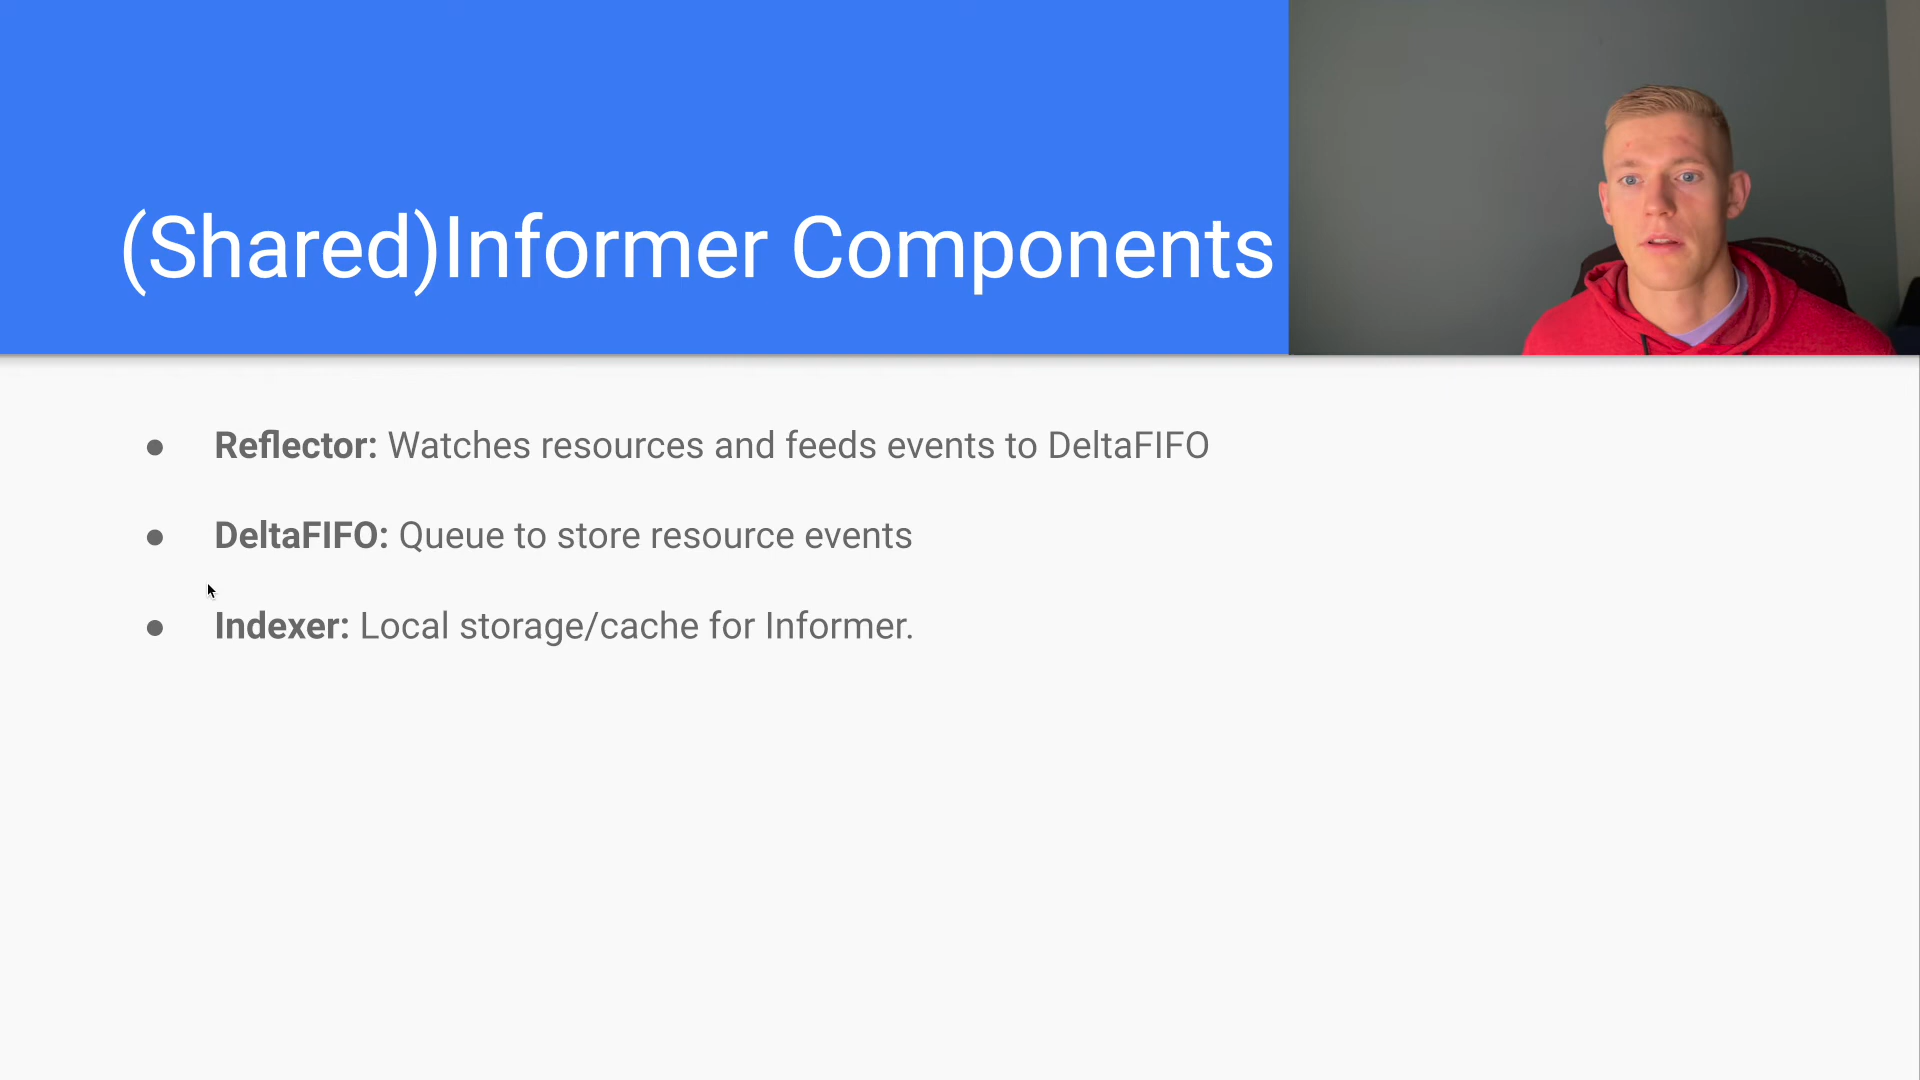 (Shared)Informer Components
● Reflector: Watches resources and feeds events to DeltaFIFO
● DeltaFIFO: Queue to store resource events
● Indexer: Local storage/cache for Informer.